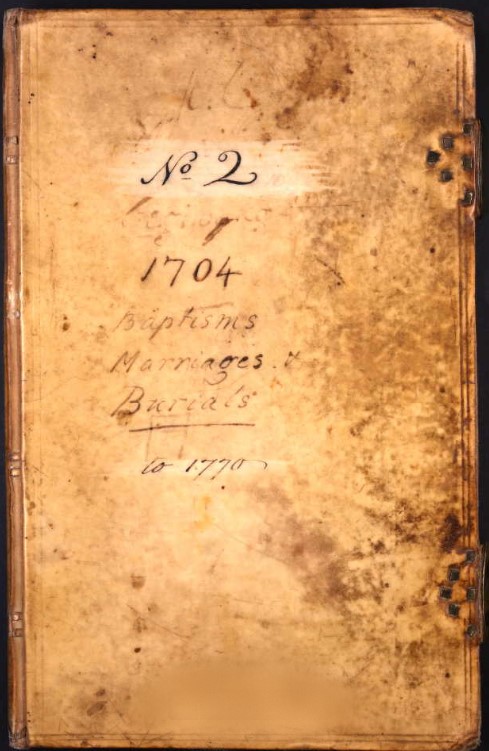 No 2
1704
Baptisms
Marriages &
Burials
to 1770